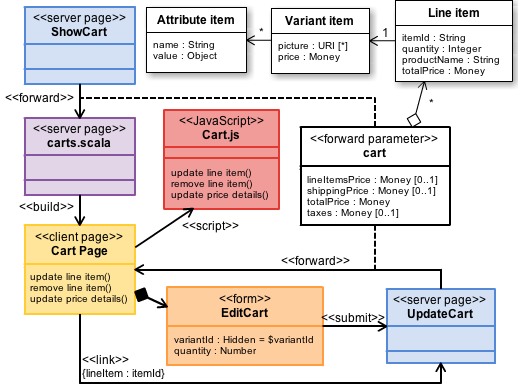 <<server page>>
ShowCart
Attribute item
name : String
value : Object
*
Variant item
picture : URI [*]
price : Money
1
Line item
itemId : String
quantity : Integer
productName : String
totalPrice : Money
*
<<forward>>
<<server page>>
carts.scala
<<JavaScript>>
Cart.js
update line item()
remove line item()
update price details()
<<forward parameter>>
cart
lineItemsPrice : Money [0..1]
shippingPrice : Money [0..1]
totalPrice : Money
taxes : Money [0..1]
<<build>>
<<script>>
<<client page>>
Cart Page
update line item()
remove line item()
update price details()
<<forward>>
<<form>>
EditCart
variantId : Hidden = $variantId
quantity : Number
<<submit>>
<<server page>>
UpdateCart
<<link>>
{lineItem : itemId}